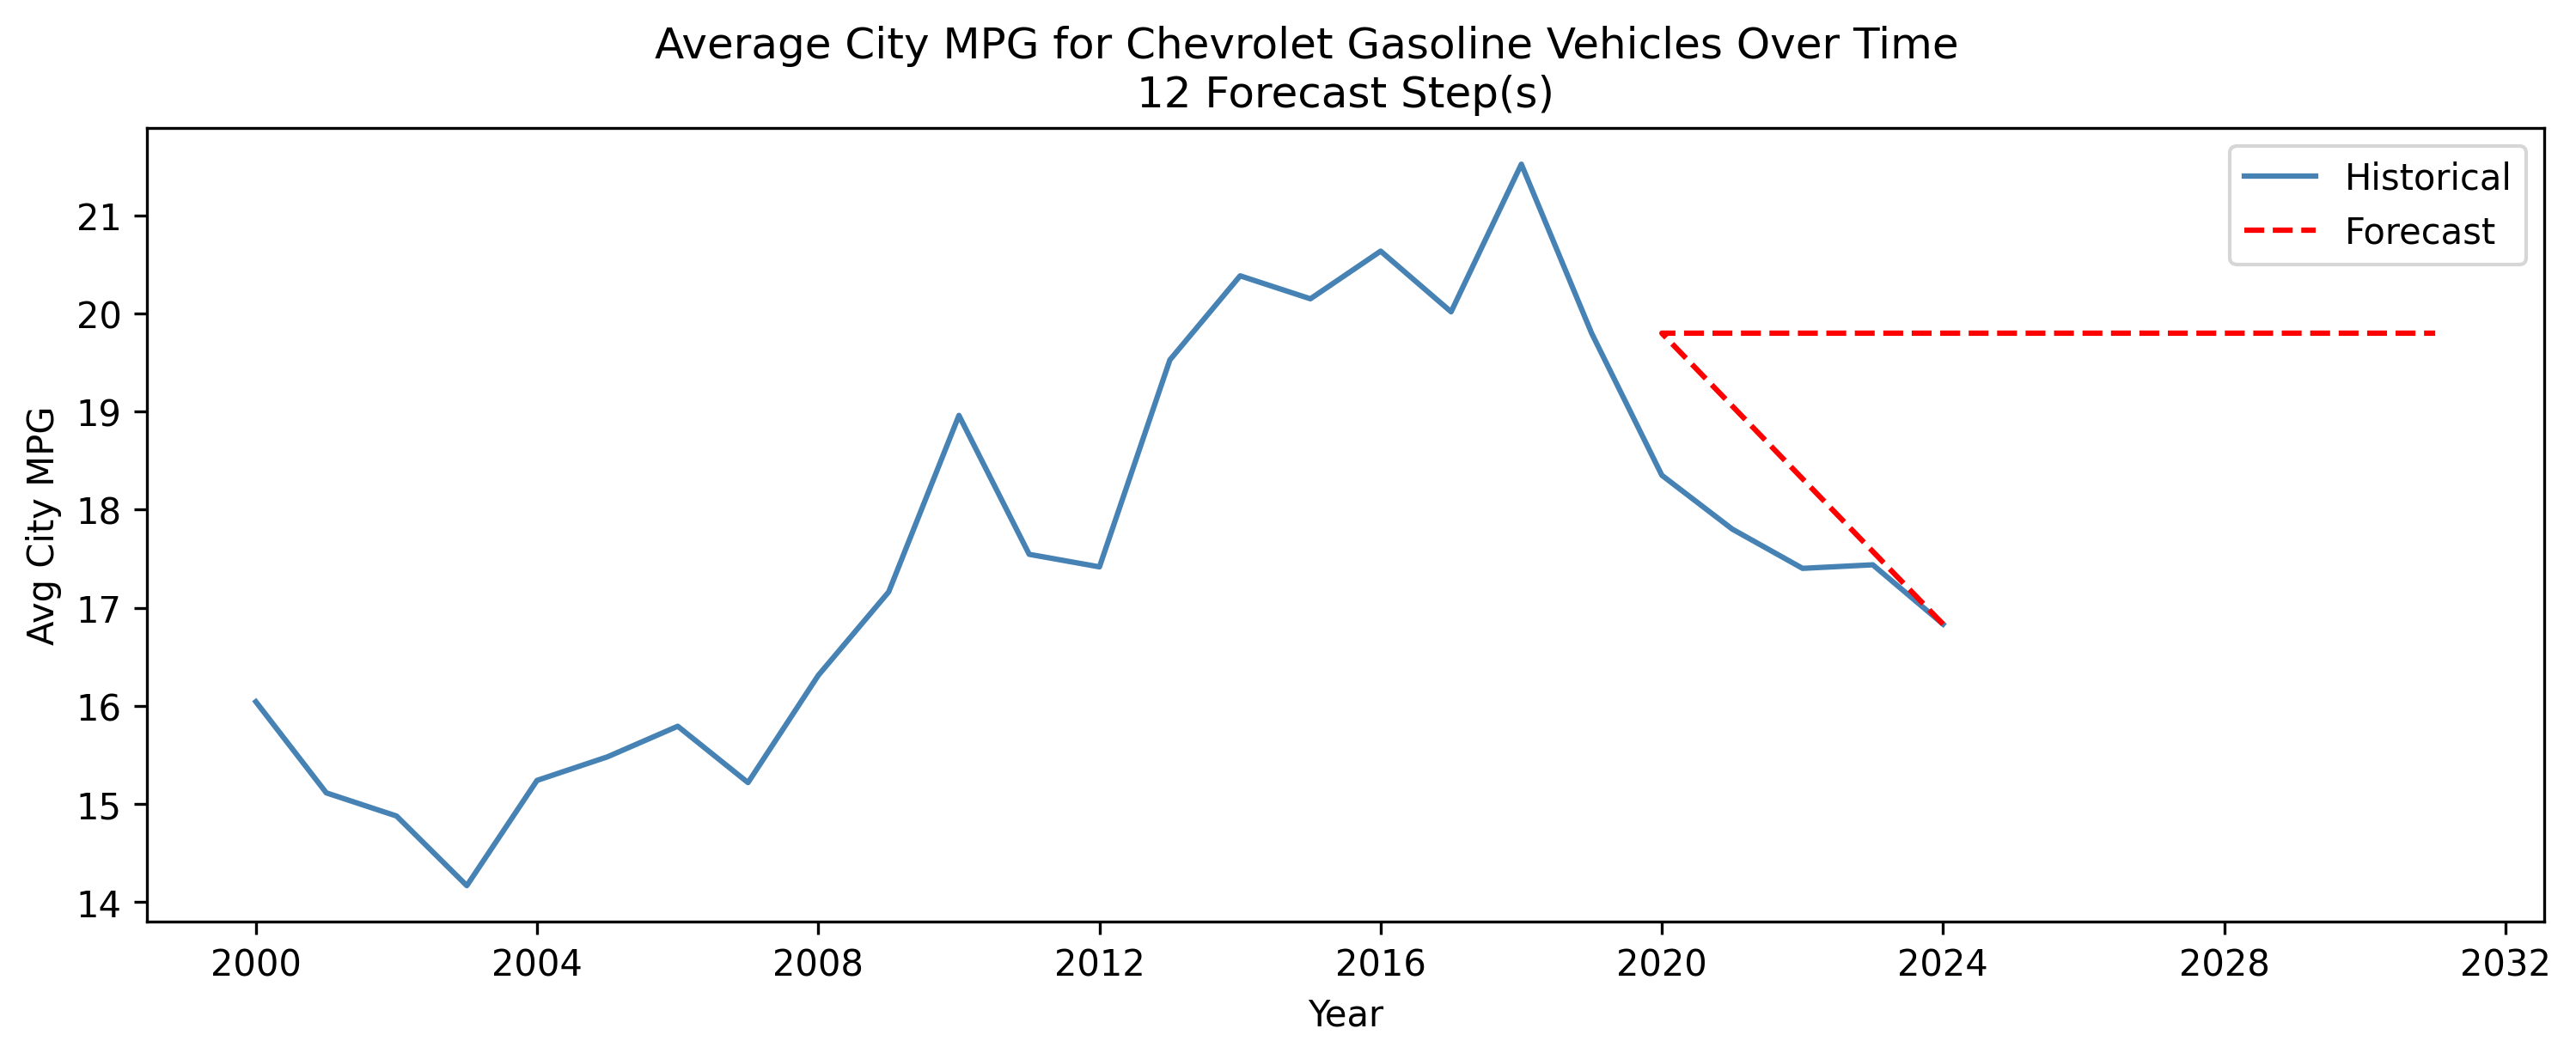 Average City MPG for Chevrolet Gasoline Vehicles Over Time
12 Forecast Step(s)
Historical
Forecast
Avg City MPG
21
20
19
18
17
16
15
14
2000
2004
2008
2012
2016
2020
2024
2028
2032
Year